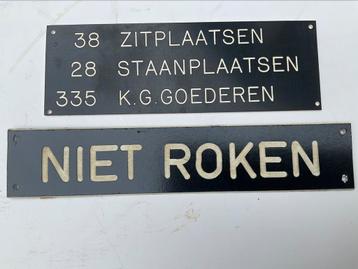 38 ZITPLAATSEN
28 STAANPLAATSEN
335 K.G.GOEDEREN
NIET ROKEN